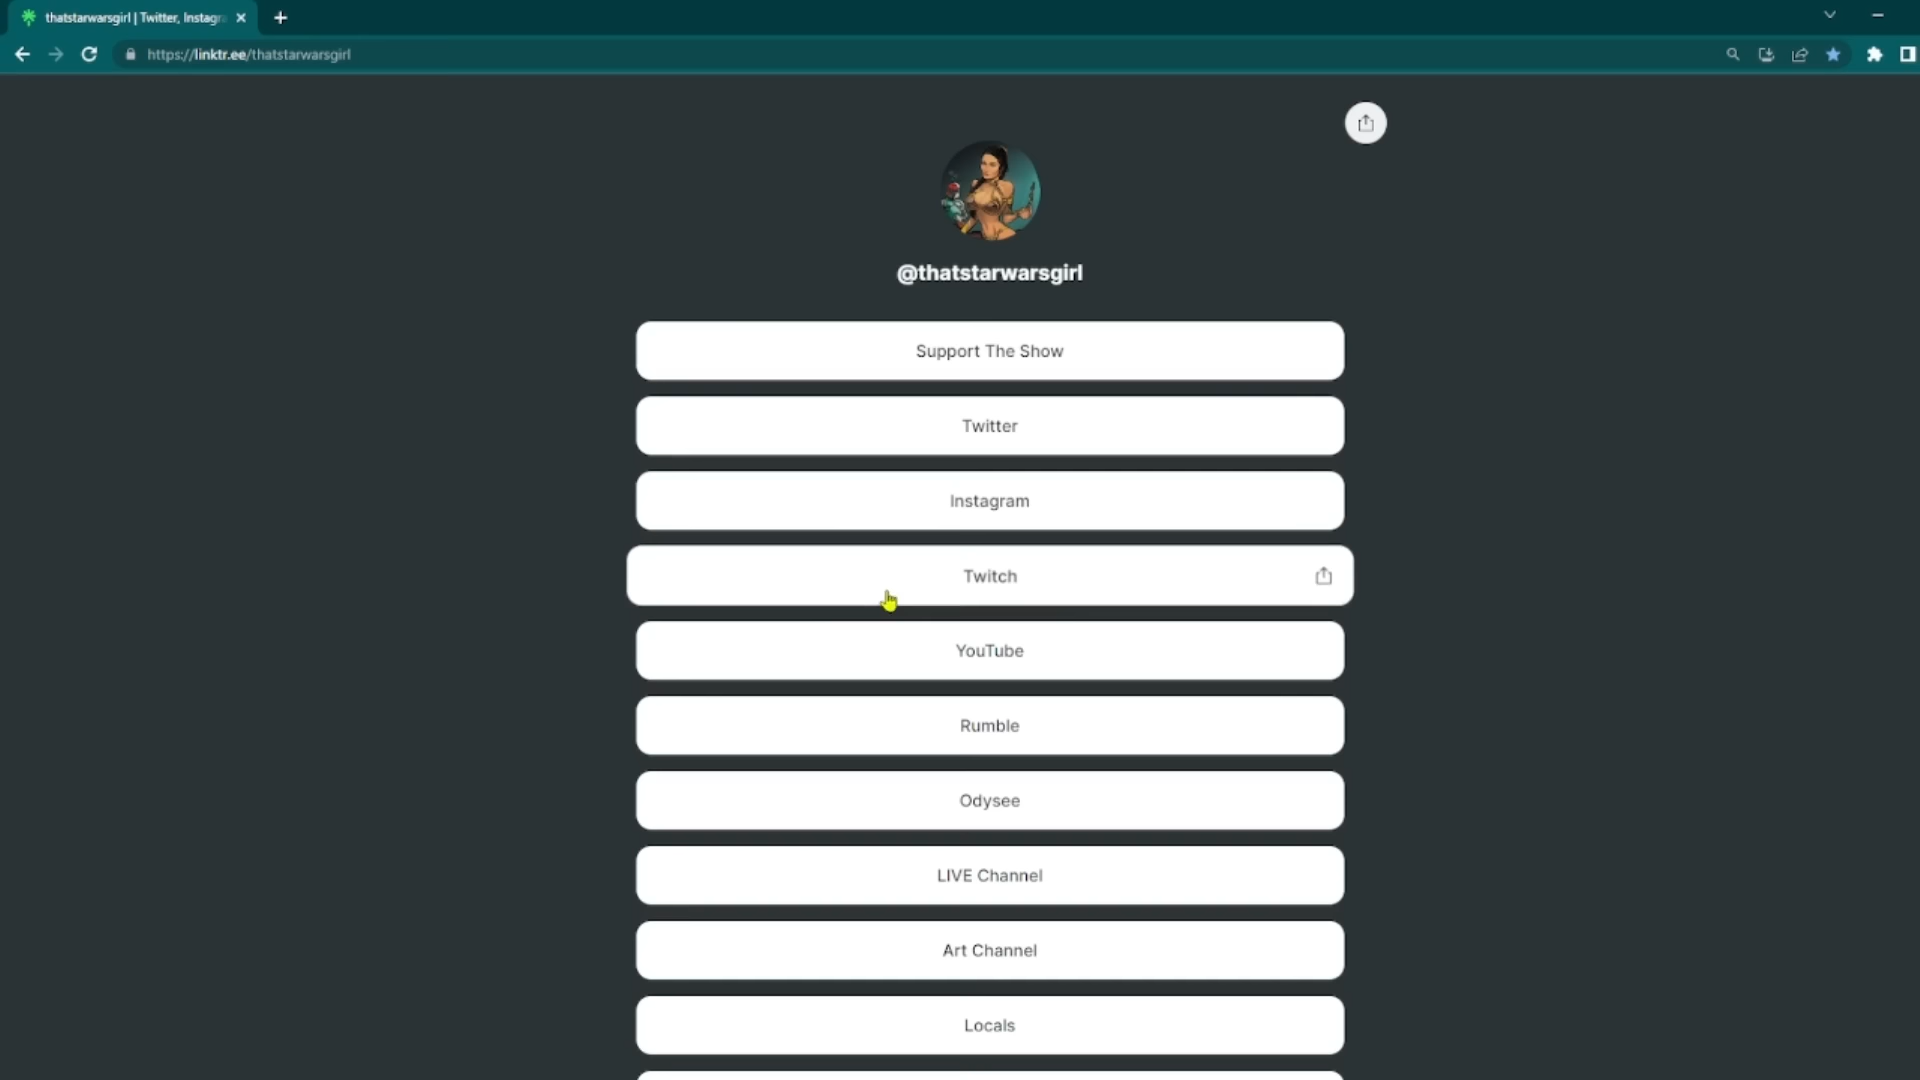 thatstarwarsgirl | Twitter, Instagr
https://linktr.ee/thatstarwarsgirl
@thatstarwarsgirl
Support The Show
Twitter
Instagram
Twitch
YouTube
Rumble
Odysee
LIVE Channel
Art Channel
Locals